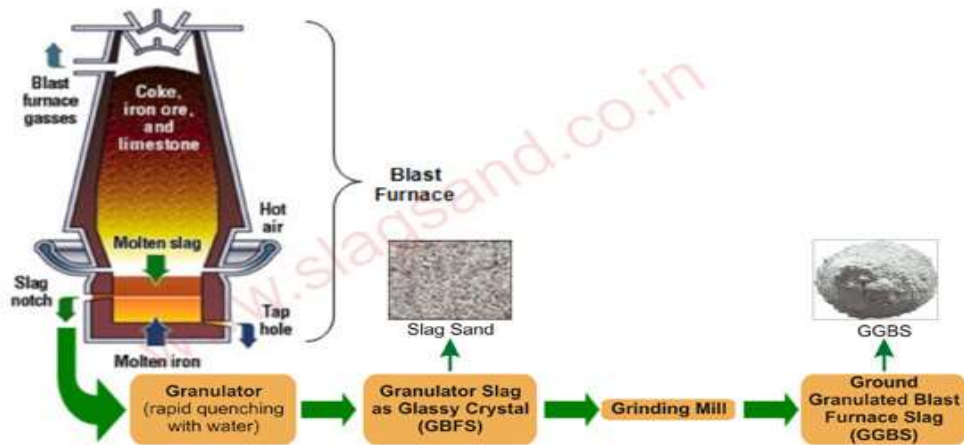 Blast
furnace
gasses
Coke,
iron ore,
and
limestone
Blast
Furnace
Hot
air
Molten slag
Slag
notch
Tap
hole
Molten iron
Slag Sand
GGBS
Granulator
(rapid quenching
with water)
Granulator Slag
as Glassy Crystal
(GBFS)
Grinding Mill
Ground
Granulated Blast
Furnace Slag
(GGBS)
www.slagsand.co.in